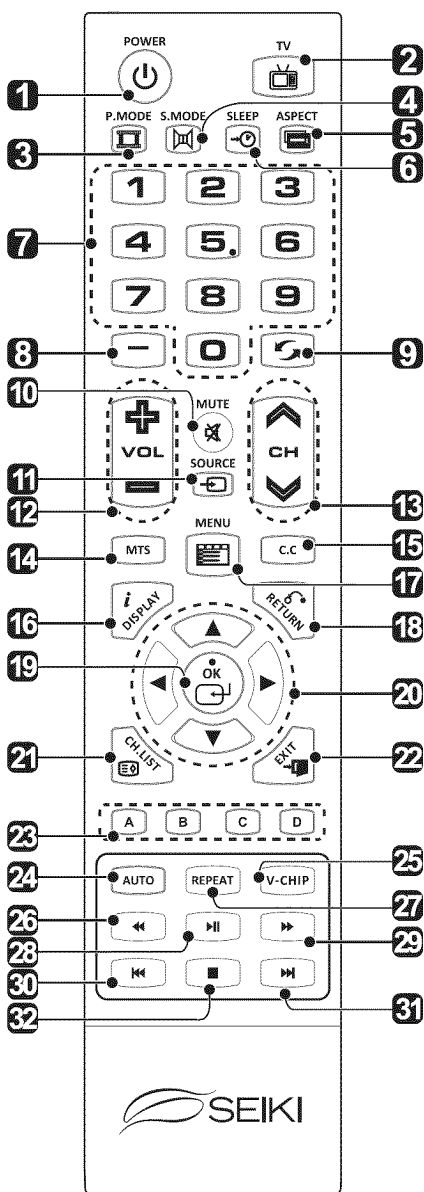 POWER
TV
1
2
P.MODE
S.MODE
SLEEP
ASPECT
4
5
3
6
1
2
3
7
4
5
6
7
8
9
8
–
0
9
10
MUTE
VOL
CH
11
SOURCE
12
13
MENU
14
MTS
C.C
15
17
16
i DISPLAY
RETURN
18
19
OK
20
21
CH.LIST
EXIT
22
23
A
B
C
D
24
AUTO
REPEAT
V-CHIP
25
26
27
28
29
30
31
32
SEIKI